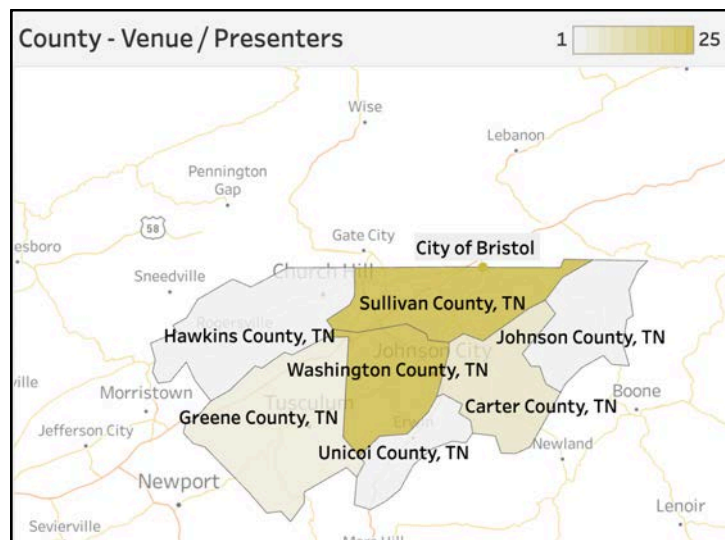 County - Venue / Presenters
1
25
Wise
Lebanon
Pennington
Gap
58
Gate City
City of Bristol
esboro
Sneedville
Church Hill
Sullivan County, TN
Rogersville
Hawkins County, TN
Johnson County, TN
Johnson City
Washington County, TN
ville
Morristown
Tusculum
Carter County, TN
Boone
Greene County, TN
Jefferson City
Erwin
Unicoi County, TN
Newland
Newport
Lenoir
Sevierville